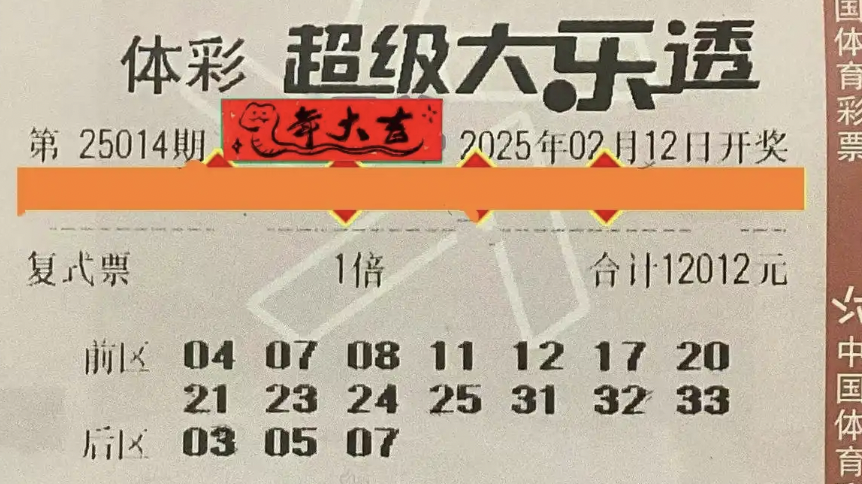 体彩 超级大乐透
第 25014期 年大吉 2025年02月12日开奖
复式票 1倍 合计12012元
前区 04 07 08 11 12 17 20
21 23 24 25 31 32 33
后区 03 05 07
国体育彩票
中国体育